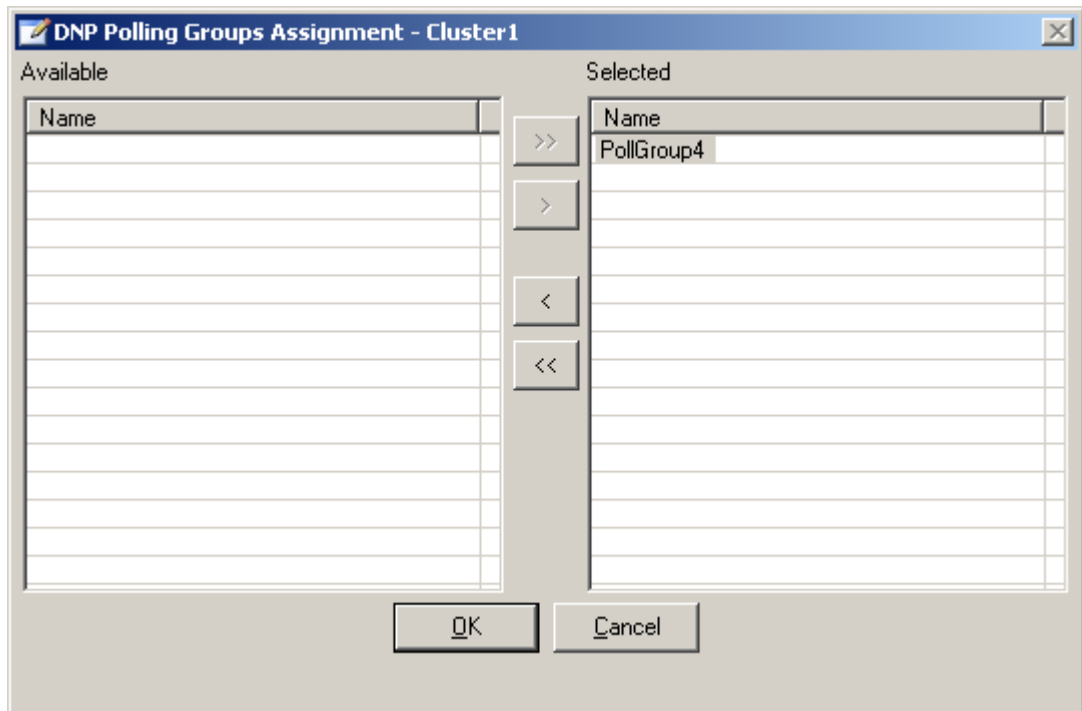 DNP Polling Groups Assignment - Cluster1
Available
Selected
Name
Name
PollGroup4
>>
>
<
<<
OK
Cancel